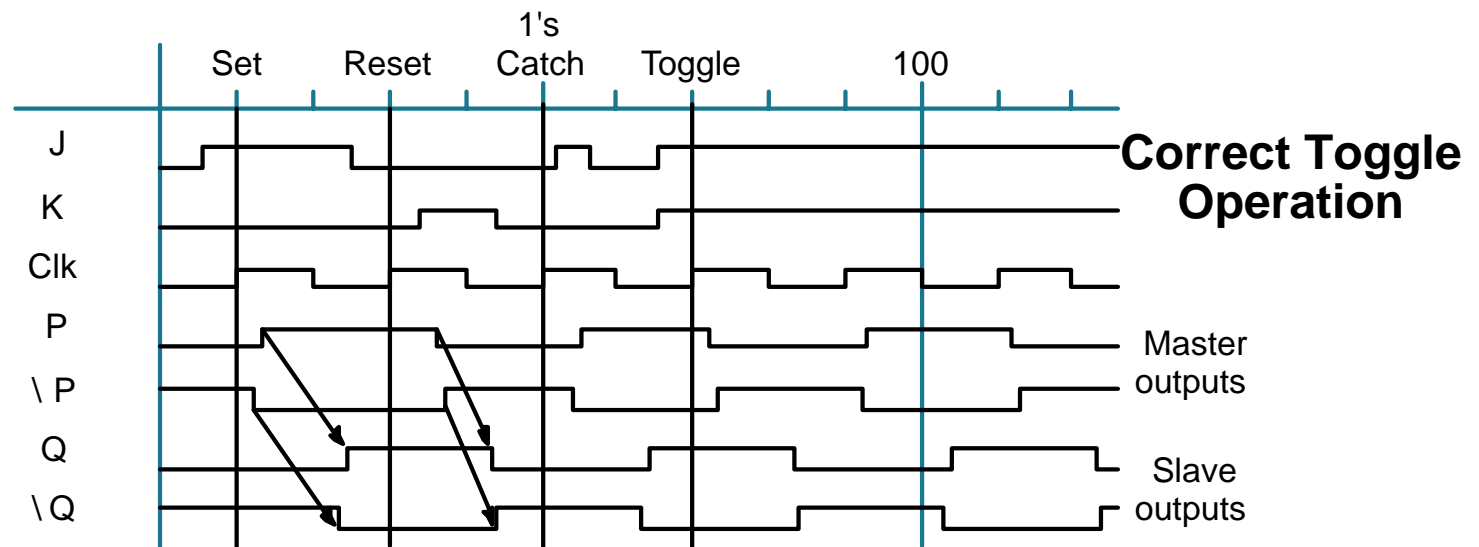 1's
Set Reset Catch Toggle 100
J
Correct Toggle
Operation
K
Clk
P
Master
outputs
\ P
Q
Slave
outputs
\ Q